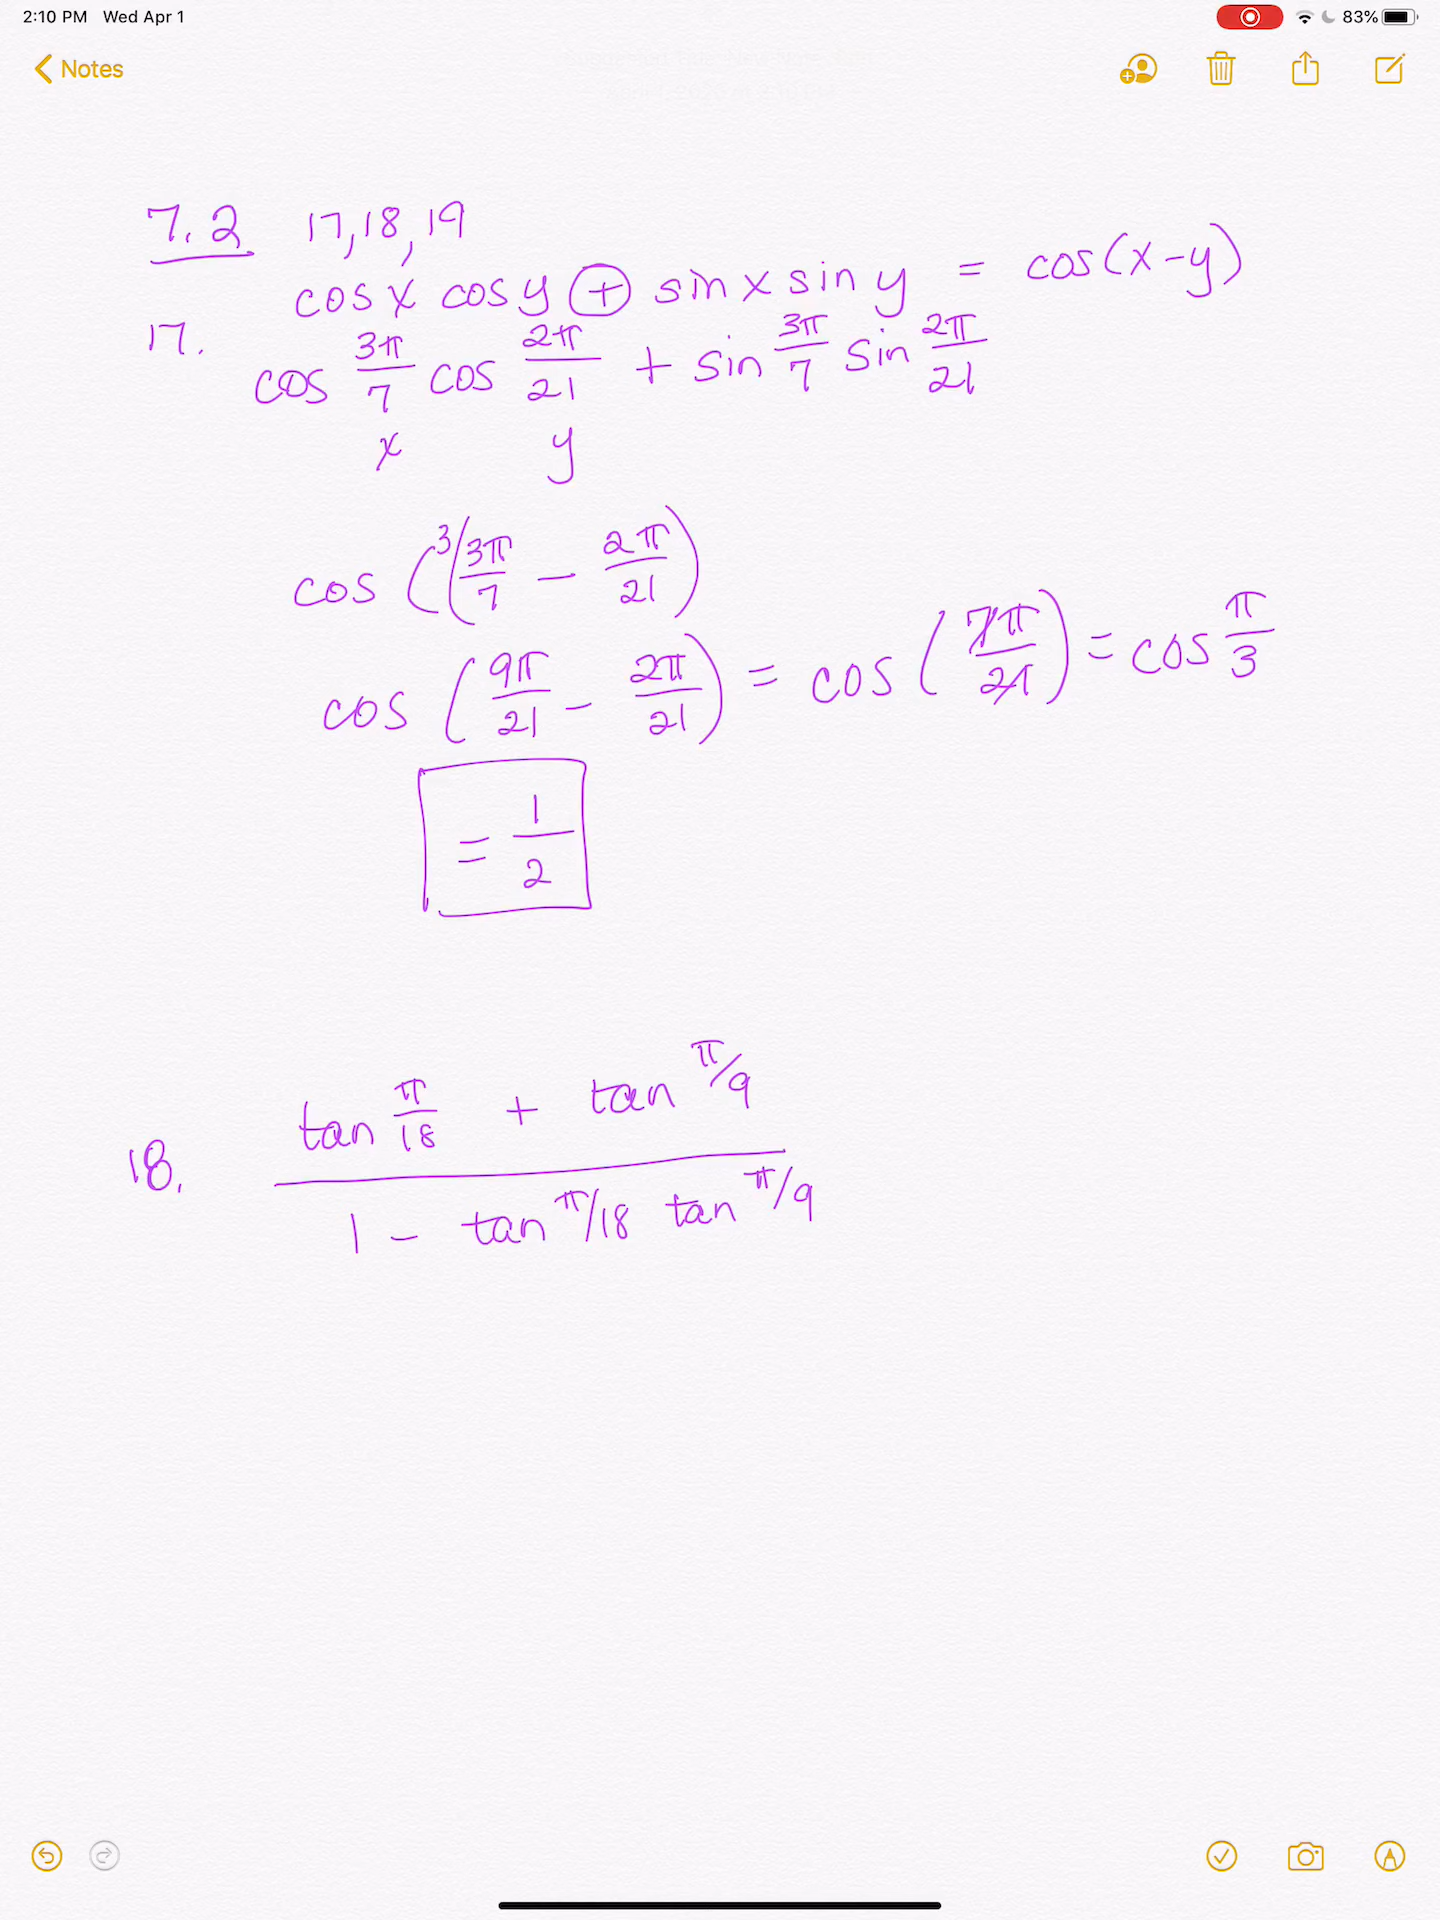 2:10 PM Wed Apr 1 83%
Notes
7.2 17, 18, 19
cos x cos y + sin x sin y = cos(x-y)
17. cos 3π/7 cos 2π/21 + sin 3π/7 sin 2π/21
x y
cos (3/3π/7 - 2π/21)
cos (9π/21 - 2π/21) = cos (7π/21) = cos π/3
= 1/2
18. tan π/18 + tan π/9
1 - tan π/18 tan π/9